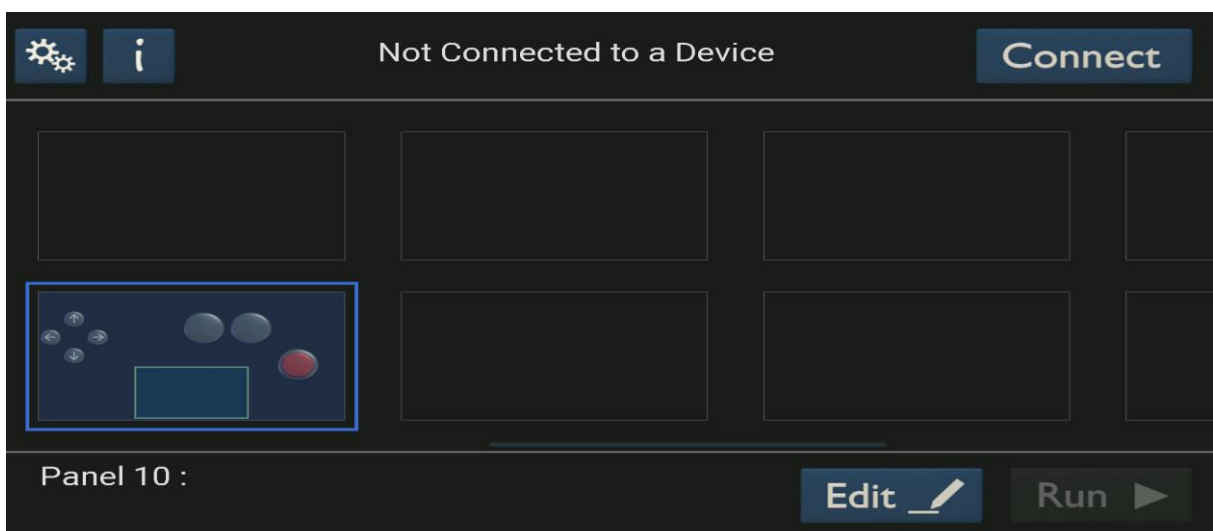 i
Not Connected to a Device
Connect
Panel 10 :
Edit
Run